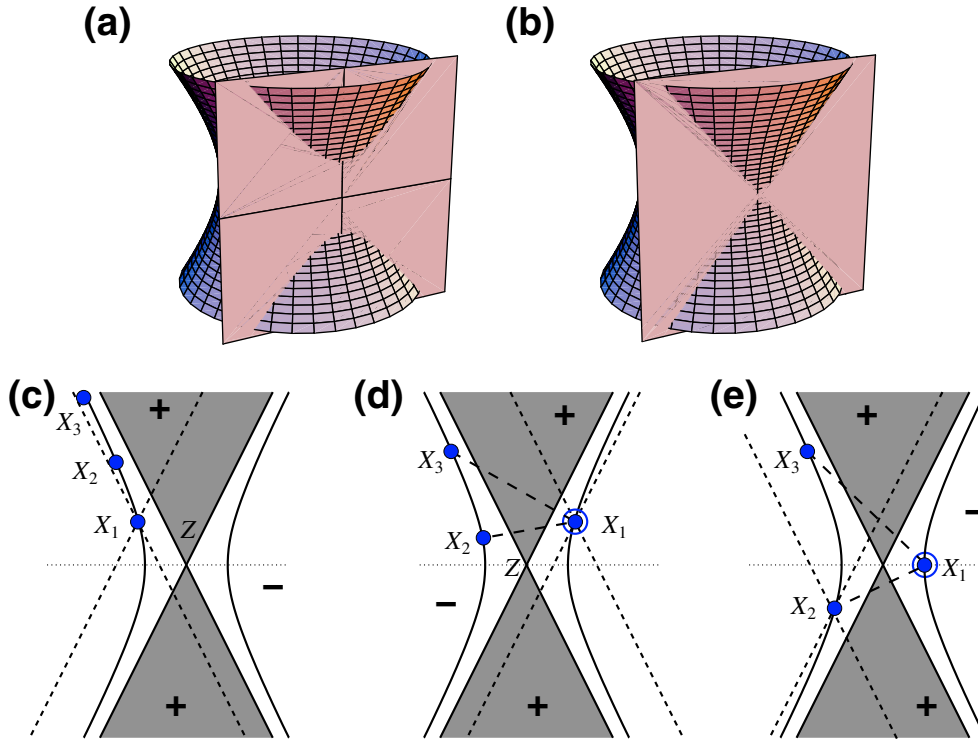 (a) (b)
(c) (d) (e)
+ + +
X3 X3 X3
X2
X1 Z X2 X1 −
Z X1
− − X2
+ + +